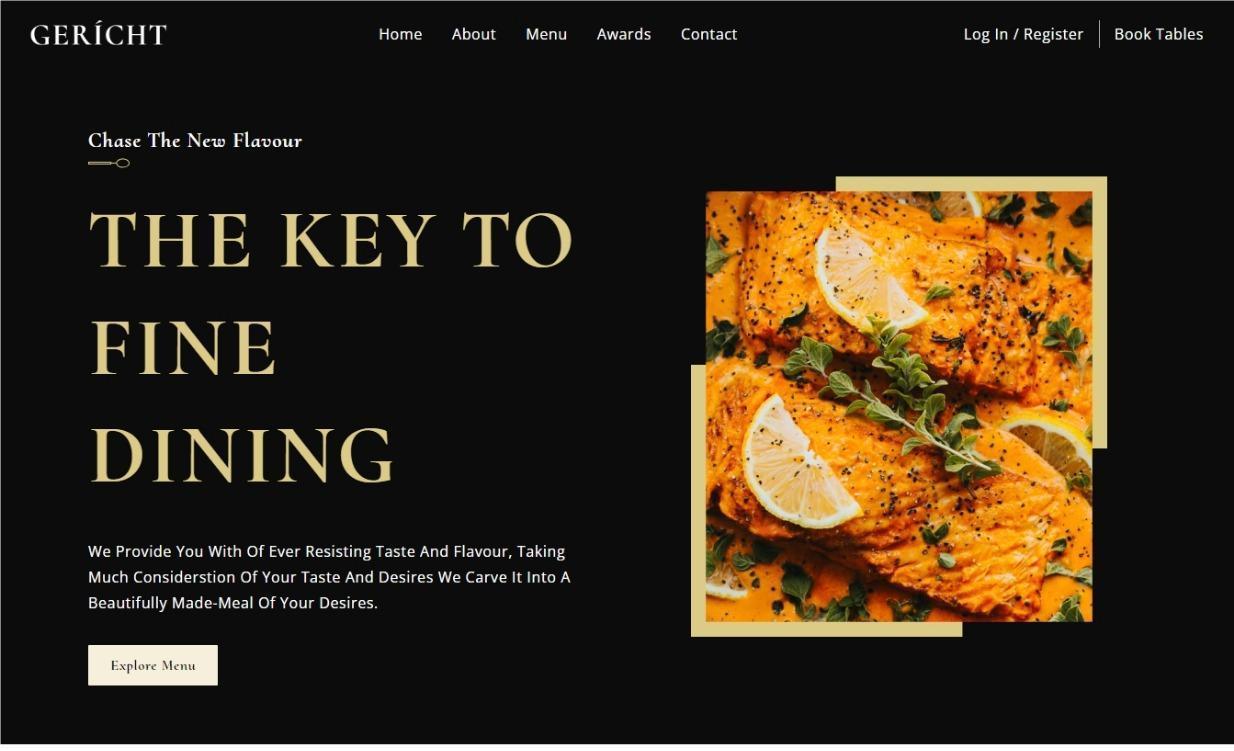 GERÍCHT
Home About Menu Awards Contact
Log In / Register Book Tables
Chase The New Flavour
THE KEY TO
FINE
DINING
We Provide You With Of Ever Resisting Taste And Flavour, Taking
Much Considerstion Of Your Taste And Desires We Carve It Into A
Beautifully Made-Meal Of Your Desires.
Explore Menu